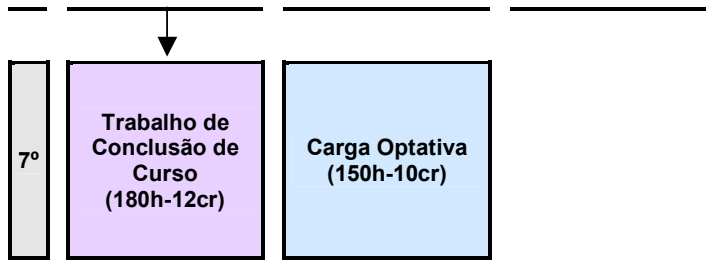 7º
Trabalho de
Conclusão de
Curso
(180h-12cr)
Carga Optativa
(150h-10cr)